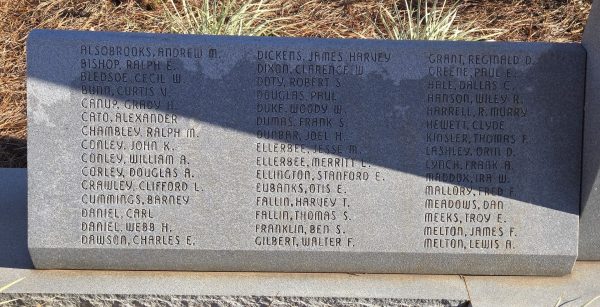 ALSOBROOKS, ANDREW M.
BISHOP, RALPH E.
BLEDSOE, CECIL W.
BUNN, CURTIS V.
CANUP, GRADY H.
CATO, ALEXANDER
CHAMBLEY, RALPH M.
CONLEY, JOHN K.
CONLEY, WILLIAM A.
CORLEY, DOUGLAS A.
CRAWLEY, CLIFFORD L.
CUMMINGS, BARNEY
DANIEL, CARL
DANIEL, WEBB H.
DAWSON, CHARLES E.
DICKENS, JAMES HARVEY
DIXON, CLARENCE W.
DOTY, ROBERT S.
DOUGLAS, PAUL
DUKE, WOODY W.
DUMAS, FRANK S.
DUNBAR, JOEL H.
ELLERBEE, JESSE M.
ELLERBEE, MERRITT L.
ELLINGTON, STANFORD E.
EUBANKS, OTIS E.
FALLIN, HARVEY T.
FALLIN, THOMAS S.
FRANKLIN, BEN S.
GILBERT, WALTER F.
GRANT, REGINALD D.
GREENE, PAUL E.
HALE, DALLAS C.
HANSON, WILEY R.
HARRELL, R. MURRY
HEWETT, CLYDE
KINSLER, THOMAS F.
LASHLEY, ORIN D.
LYNCH, FRANK A.
MADDUX, IRA W.
MALLORY, FRED F.
MEADOWS, DAN
MEEKS, TROY E.
MELTON, JAMES F.
MELTON, LEWIS A.